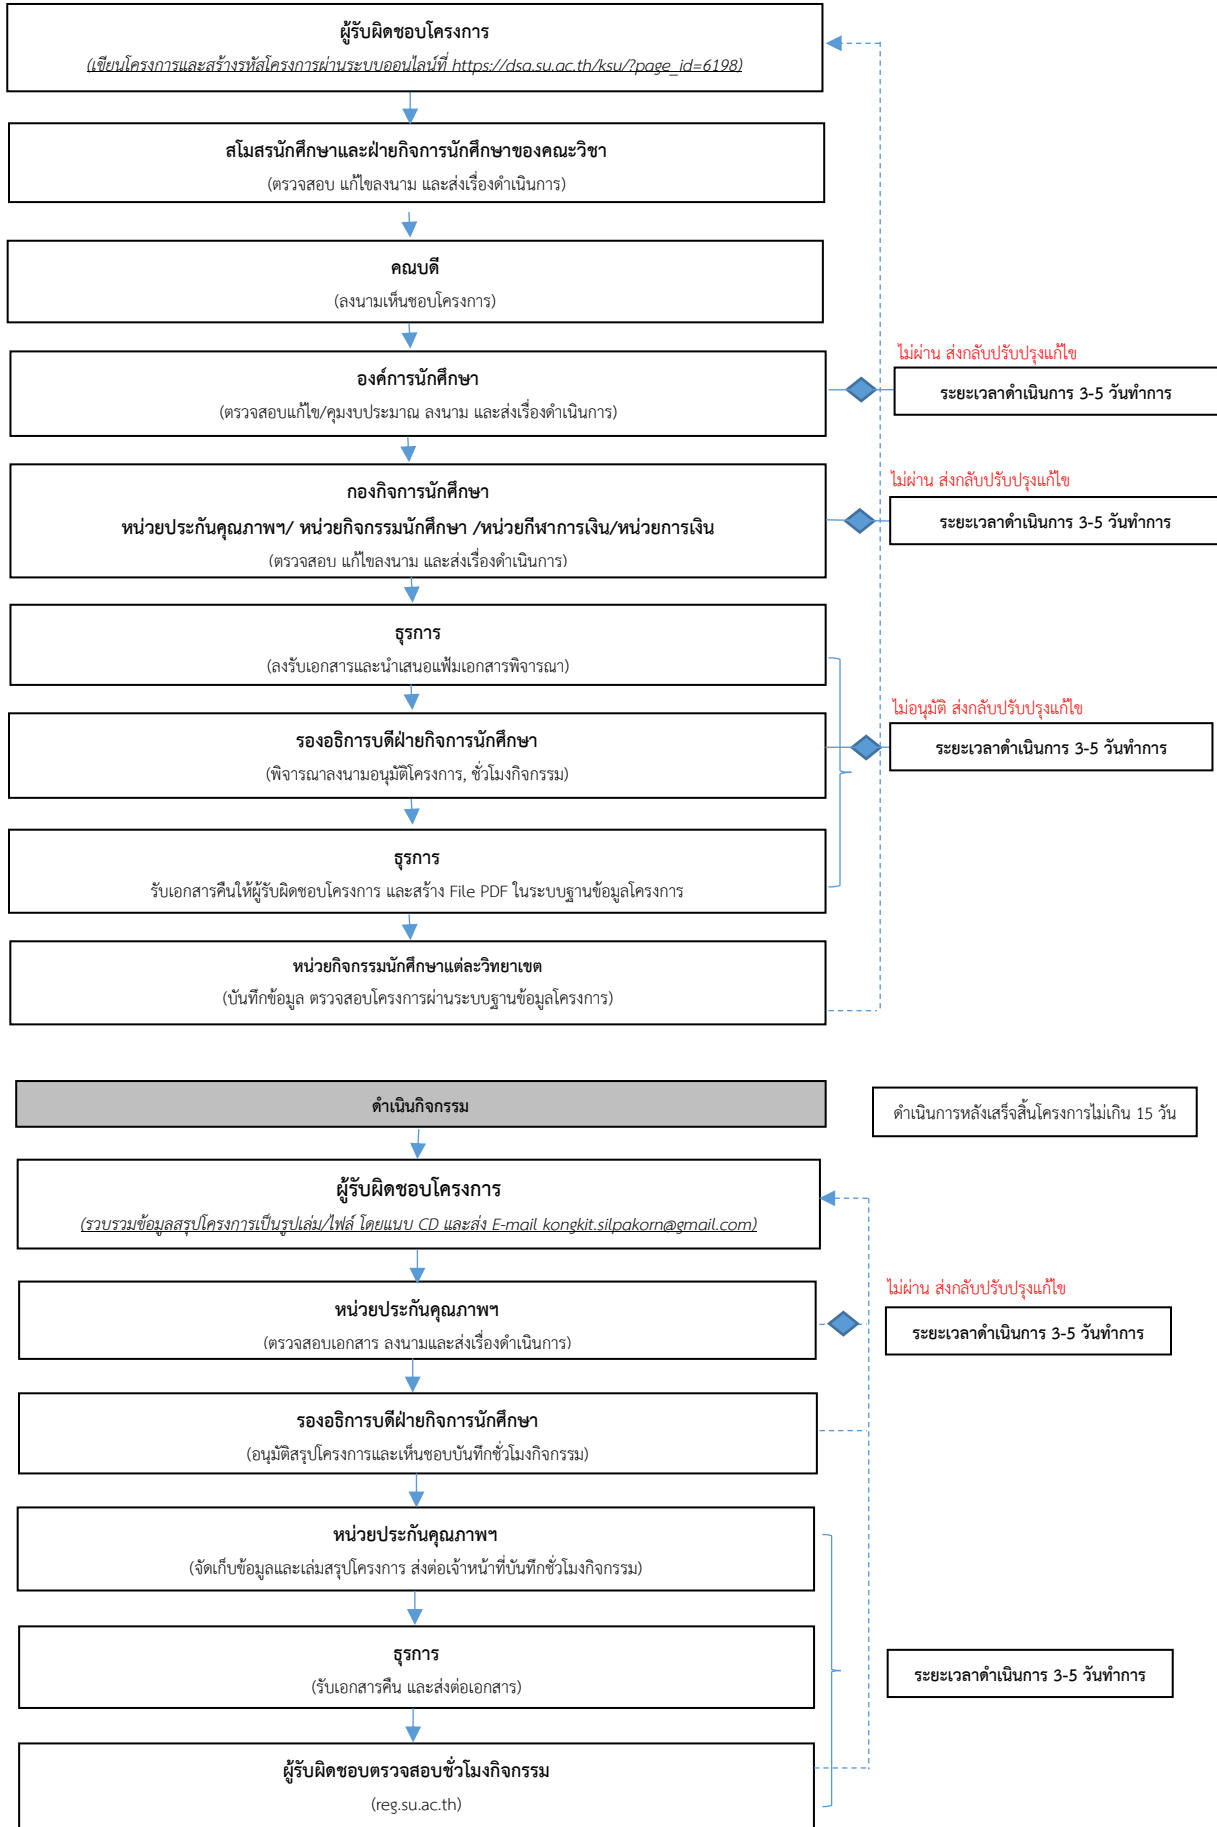 ผู้รับผิดชอบโครงการ
(เขียนโครงการและสร้างรหัสโครงการผ่านระบบออนไลน์ที่ https://dsa.su.ac.th/ksu/?page_id=6198)
สโมสรนักศึกษาและฝ่ายกิจการนักศึกษาของคณะวิชา
(ตรวจสอบ แก้ไขลงนาม และส่งเรื่องดำเนินการ)
คณบดี
(ลงนามเห็นชอบโครงการ)
องค์การนักศึกษา
(ตรวจสอบแก้ไข/คุมงบประมาณ ลงนาม และส่งเรื่องดำเนินการ)
ไม่ผ่าน ส่งกลับปรับปรุงแก้ไข
ระยะเวลาดำเนินการ 3-5 วันทำการ
กองกิจการนักศึกษา
หน่วยประกันคุณภาพฯ/ หน่วยกิจกรรมนักศึกษา /หน่วยกีฬาการเงิน/หน่วยการเงิน
(ตรวจสอบ แก้ไขลงนาม และส่งเรื่องดำเนินการ)
ไม่ผ่าน ส่งกลับปรับปรุงแก้ไข
ระยะเวลาดำเนินการ 3-5 วันทำการ
ธุรการ
(ลงรับเอกสารและนำเสนอแฟ้มเอกสารพิจารณา)
รองอธิการบดีฝ่ายกิจการนักศึกษา
(พิจารณาลงนามอนุมัติโครงการ, ชั่วโมงกิจกรรม)
ไม่อนุมัติ ส่งกลับปรับปรุงแก้ไข
ระยะเวลาดำเนินการ 3-5 วันทำการ
ธุรการ
รับเอกสารคืนให้ผู้รับผิดชอบโครงการ และสร้าง File PDF ในระบบฐานข้อมูลโครงการ
หน่วยกิจกรรมนักศึกษาแต่ละวิทยาเขต
(บันทึกข้อมูล ตรวจสอบโครงการผ่านระบบฐานข้อมูลโครงการ)
ดำเนินกิจกรรม
ดำเนินการหลังเสร็จสิ้นโครงการไม่เกิน 15 วัน
ผู้รับผิดชอบโครงการ
(รวบรวมข้อมูลสรุปโครงการเป็นรูปเล่ม/ไฟล์ โดยแนบ CD และส่ง E-mail kongkit.silpakorn@gmail.com)
หน่วยประกันคุณภาพฯ
(ตรวจสอบเอกสาร ลงนามและส่งเรื่องดำเนินการ)
ไม่ผ่าน ส่งกลับปรับปรุงแก้ไข
ระยะเวลาดำเนินการ 3-5 วันทำการ
รองอธิการบดีฝ่ายกิจการนักศึกษา
(อนุมัติสรุปโครงการและเห็นชอบบันทึกชั่วโมงกิจกรรม)
หน่วยประกันคุณภาพฯ
(จัดเก็บข้อมูลและเล่มสรุปโครงการ ส่งต่อเจ้าหน้าที่บันทึกชั่วโมงกิจกรรม)
ธุรการ
(รับเอกสารคืน และส่งต่อเอกสาร)
ระยะเวลาดำเนินการ 3-5 วันทำการ
ผู้รับผิดชอบตรวจสอบชั่วโมงกิจกรรม
(reg.su.ac.th)